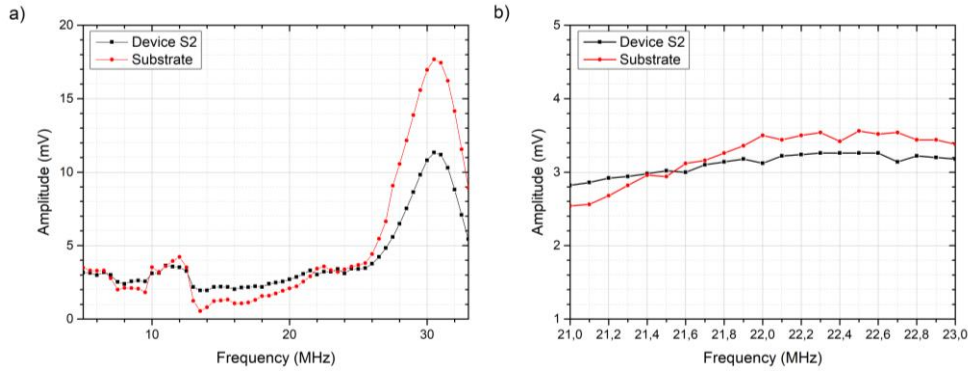 a)
Device S2
Substrate
20
15
10
5
0
10
20
30
Amplitude (mV)
Frequency (MHz)
b)
Device S2
Substrate
5
4
3
2
1
21,0 21,2 21,4 21,6 21,8 22,0 22,2 22,4 22,6 22,8 23,0
Amplitude (mV)
Frequency (MHz)